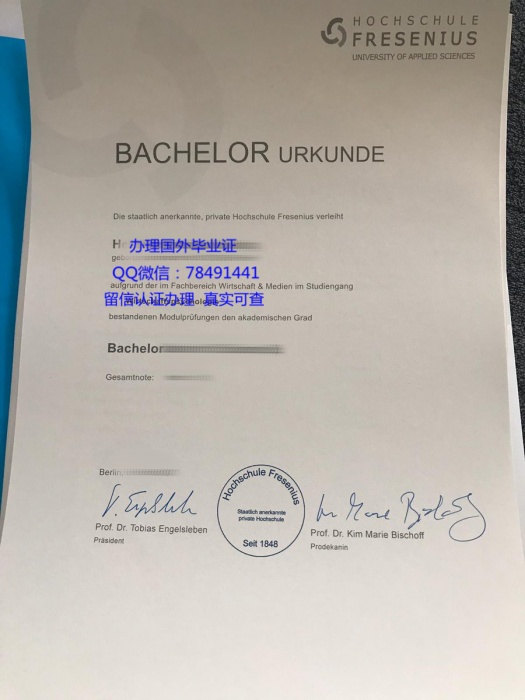 HOCHSCHULE
FRESENIUS
UNIVERSITY OF APPLIED SCIENCES
BACHELOR URKUNDE
Die staatlich anerkannte, private Hochschule Fresenius verleiht
办理国外毕业证
QQ微信：78491441
aufgrund der im Fachbereich Wirtschaft & Medien im Studiengang
留信认证办理 真实可查
bestandenen Modulprüfungen den akademischen Grad
Bachelor
Gesamtnote:
Berlin
Hochschule Fresenius
Staatlich anerkannte
private Hochschule
Seit 1848
Prof. Dr. Tobias Engelsleben
Präsident
Prof. Dr. Kim Marie Bischoff
Prodekanin